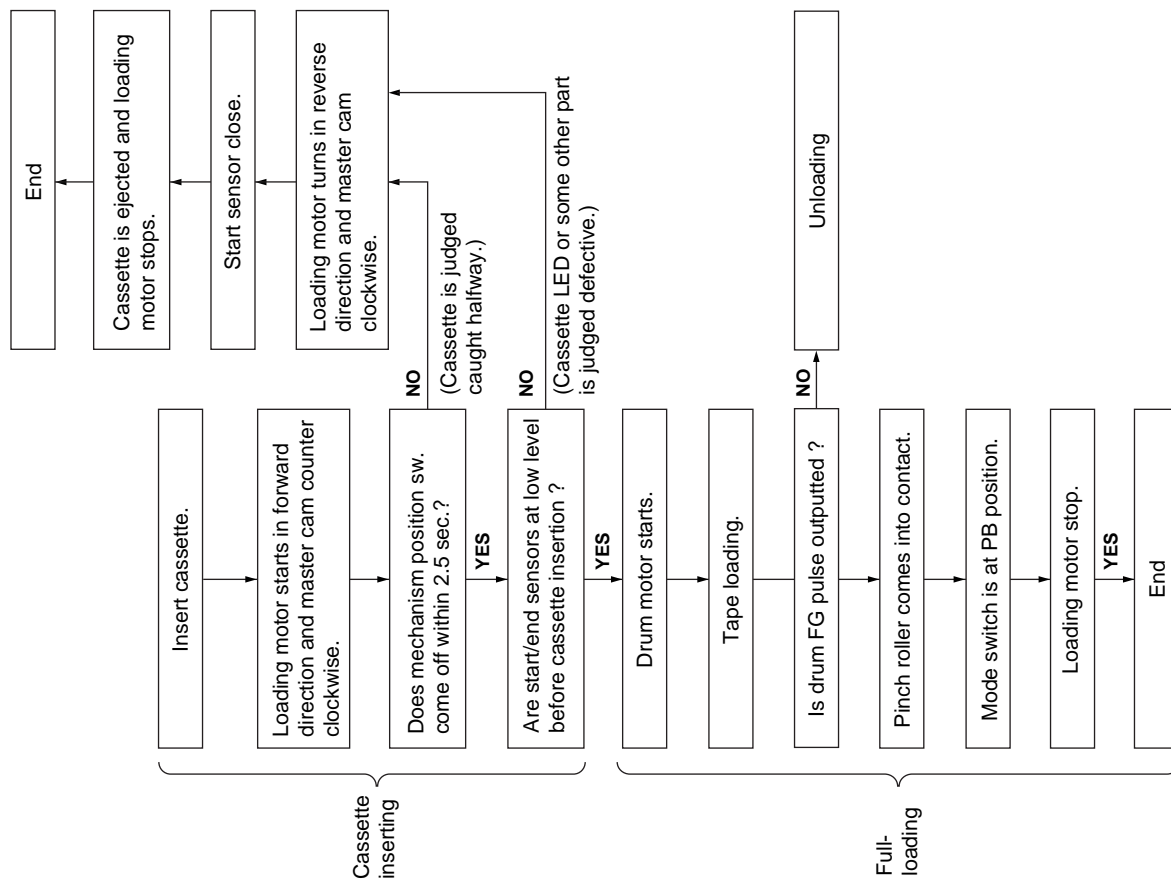 Cassette
inserting
Insert cassette.
Loading motor starts in forward
direction and master cam counter
clockwise.
Does mechanism position sw.
come off within 2.5 sec.?
NO
(Cassette is judged
caught halfway.)
YES
Are start/end sensors at low level
before cassette insertion ?
NO
(Cassette LED or some other part
is judged defective.)
YES
End
Cassette is ejected and loading
motor stops.
Start sensor close.
Loading motor turns in reverse
direction and master cam
clockwise.
Full-
loading
Drum motor starts.
Tape loading.
Is drum FG pulse outputted ?
NO
Unloading
Pinch roller comes into contact.
Mode switch is at PB position.
Loading motor stop.
YES
End